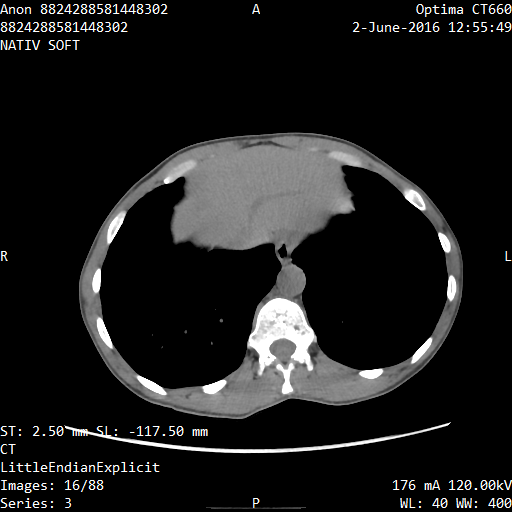 Anon 8824288581448302
A
Optima CT660
8824288581448302
2-June-2016 12:55:49
NATIV SOFT
R
L
ST: 2.50 mm SL: -117.50 mm
CT
LittleEndianExplicit
Images: 16/88
176 mA 120.00kV
Series: 3
P
WL: 40 WW: 400